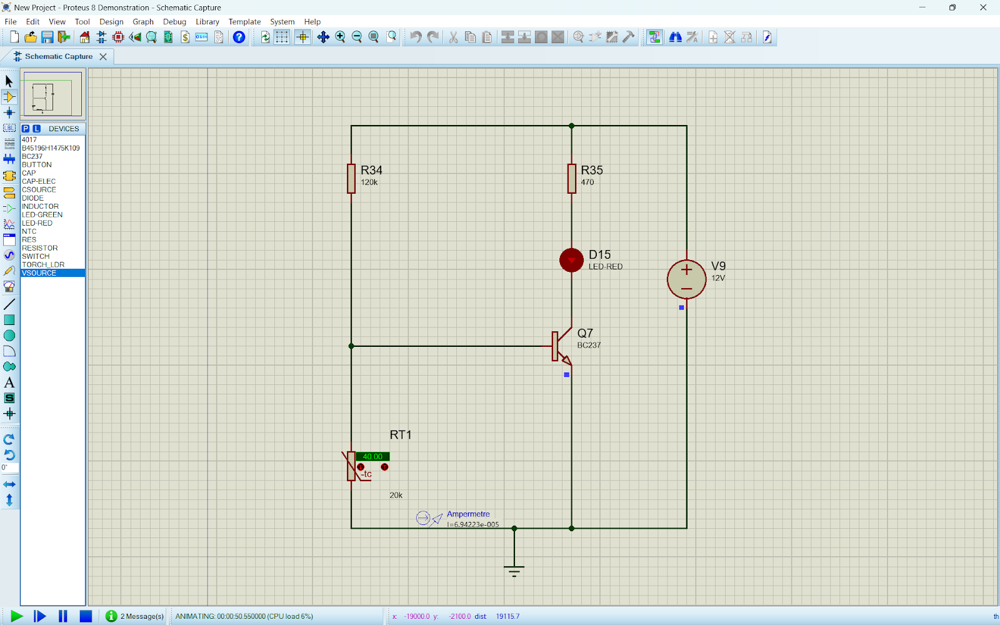 New Project - Proteus 8 Demonstration - Schematic Capture
File Edit View Tool Design Graph Debug Library Template System Help
Schematic Capture
P L DEVICES
4017
B45196H1475K109
BC237
BUTTON
CAP
CAP-ELEC
CSOURCE
DIODE
INDUCTOR
LED-GREEN
LED-RED
NTC
RES
RESISTOR
SWITCH
TORCH_LDR
VSOURCE
LBL
A
S
0°
R34
120k
R35
470
D15
LED-RED
V9
12V
Q7
BC237
RT1
40.00
-tc
20k
Ampermetre
I=6.94223e-005
2 Message(s)
ANIMATING: 00:00:50.550000 (CPU load 6%)
x: -19000.0 y: -2100.0 dist 19115.7
th